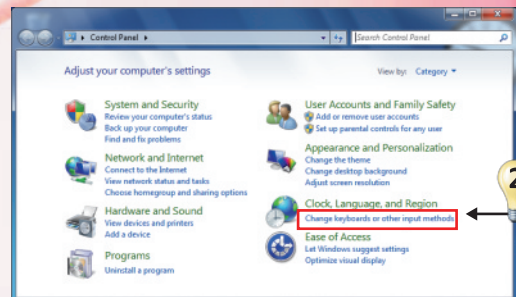 Control Panel
Search Control Panel
Adjust your computer's settings
View by: Category
System and Security
Review your computer's status
Back up your computer
Find and fix problems
Network and Internet
Connect to the Internet
View network status and tasks
Choose homegroup and sharing options
Hardware and Sound
View devices and printers
Add a device
Programs
Uninstall a program
User Accounts and Family Safety
Add or remove user accounts
Set up parental controls for any user
Appearance and Personalization
Change the theme
Change desktop background
Adjust screen resolution
Clock, Language, and Region
Change keyboards or other input methods
Ease of Access
Let Windows suggest settings
Optimize visual display
2